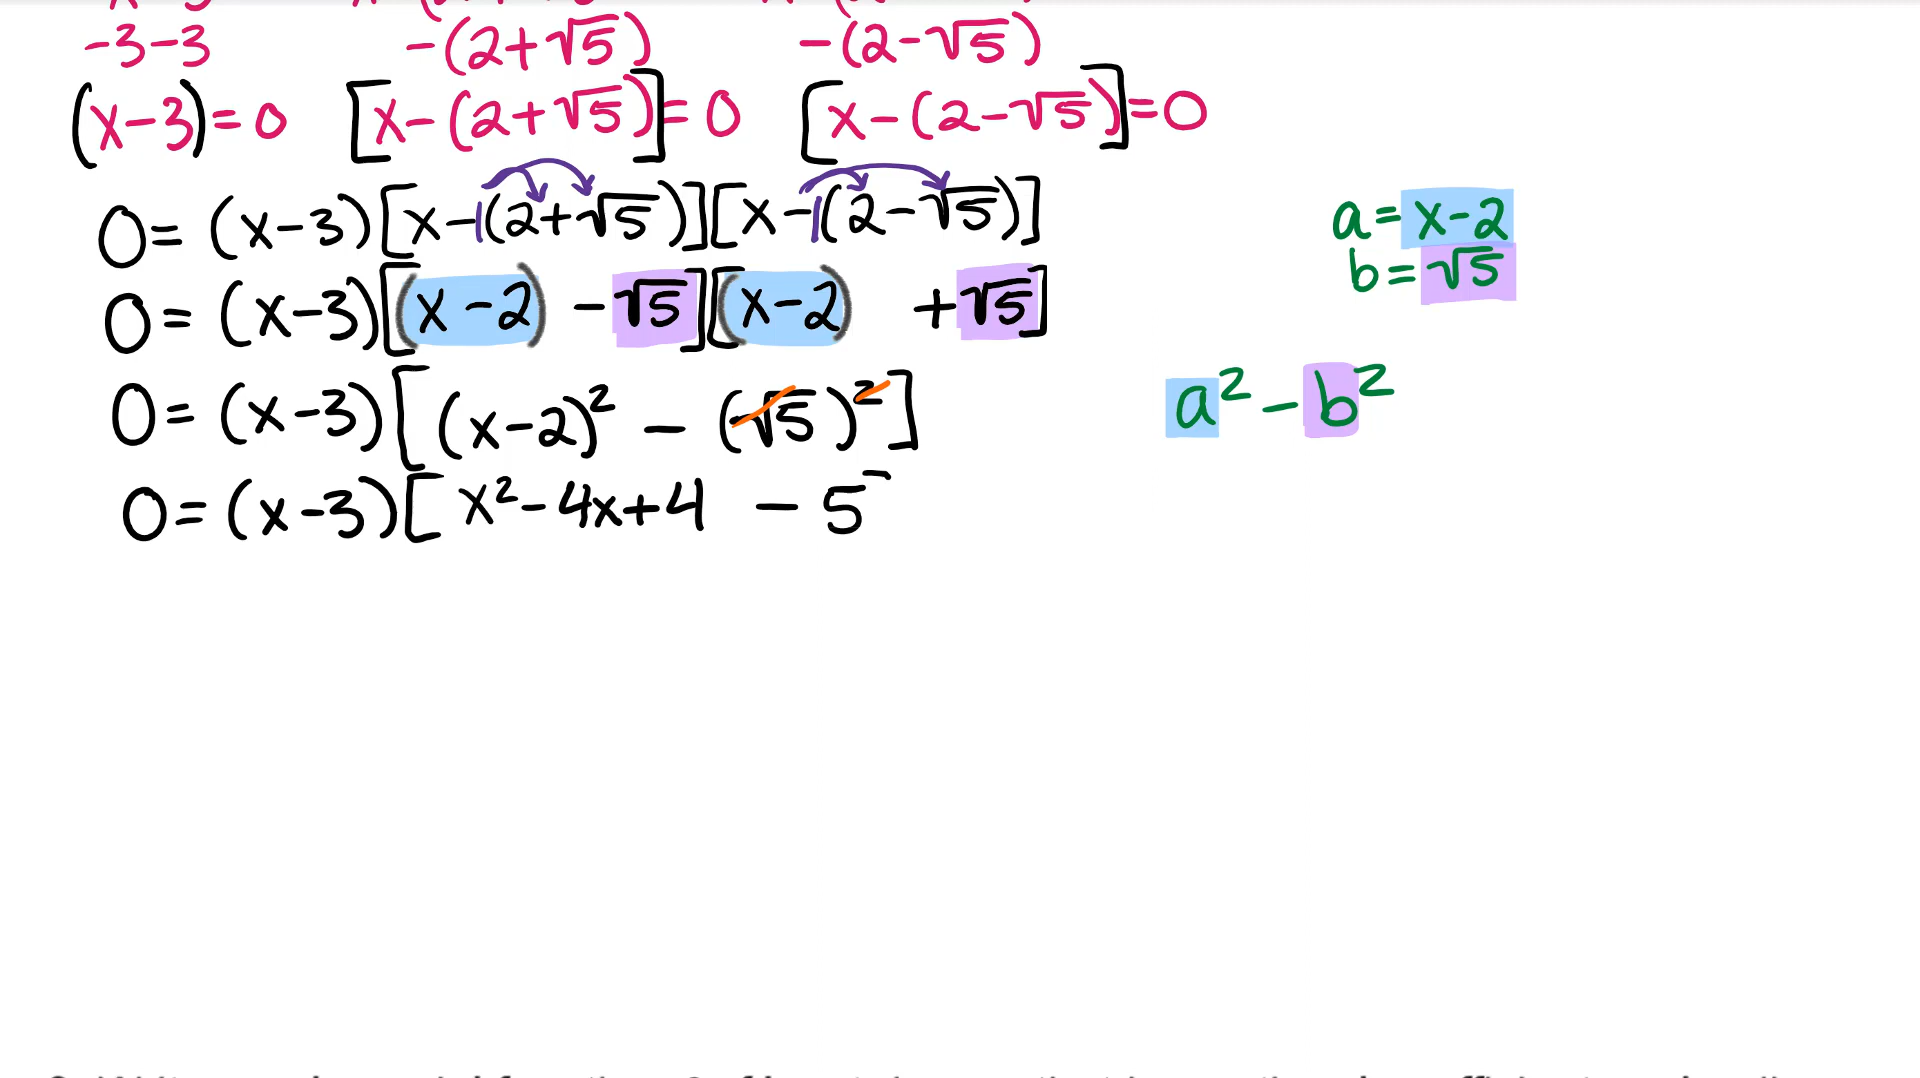 -3 -3 -(2+√5) -(2-√5)
(x-3)=0 [x-(2+√5)]=0 [x-(2-√5)]=0
0=(x-3)[x-1(2+√5)][x-1(2-√5)]
a=x-2
b=√5
0=(x-3)[(x-2) -√5][(x-2) +√5]
0=(x-3)[(x-2)² - (√5)²]
a²-b²
0=(x-3)[x²-4x+4 - 5